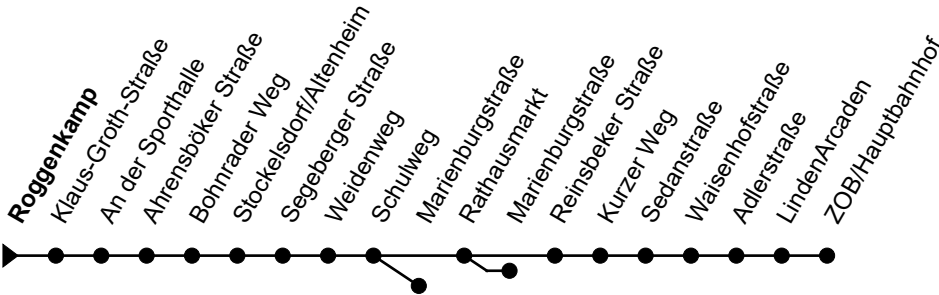 Roggenkamp
Klaus-Groth-Straße
An der Sporthalle
Ahrensböker Straße
Bohnrader Weg
Stockelsdorf/Altenheim
Segeberger Straße
Weidenweg
Schulweg
Marienburgstraße
Rathausmarkt
Marienburgstraße
Reinsbeker Straße
Kurzer Weg
Sedanstraße
Waisenhofstraße
Adlerstraße
LindenArcaden
ZOB/Hauptbahnhof